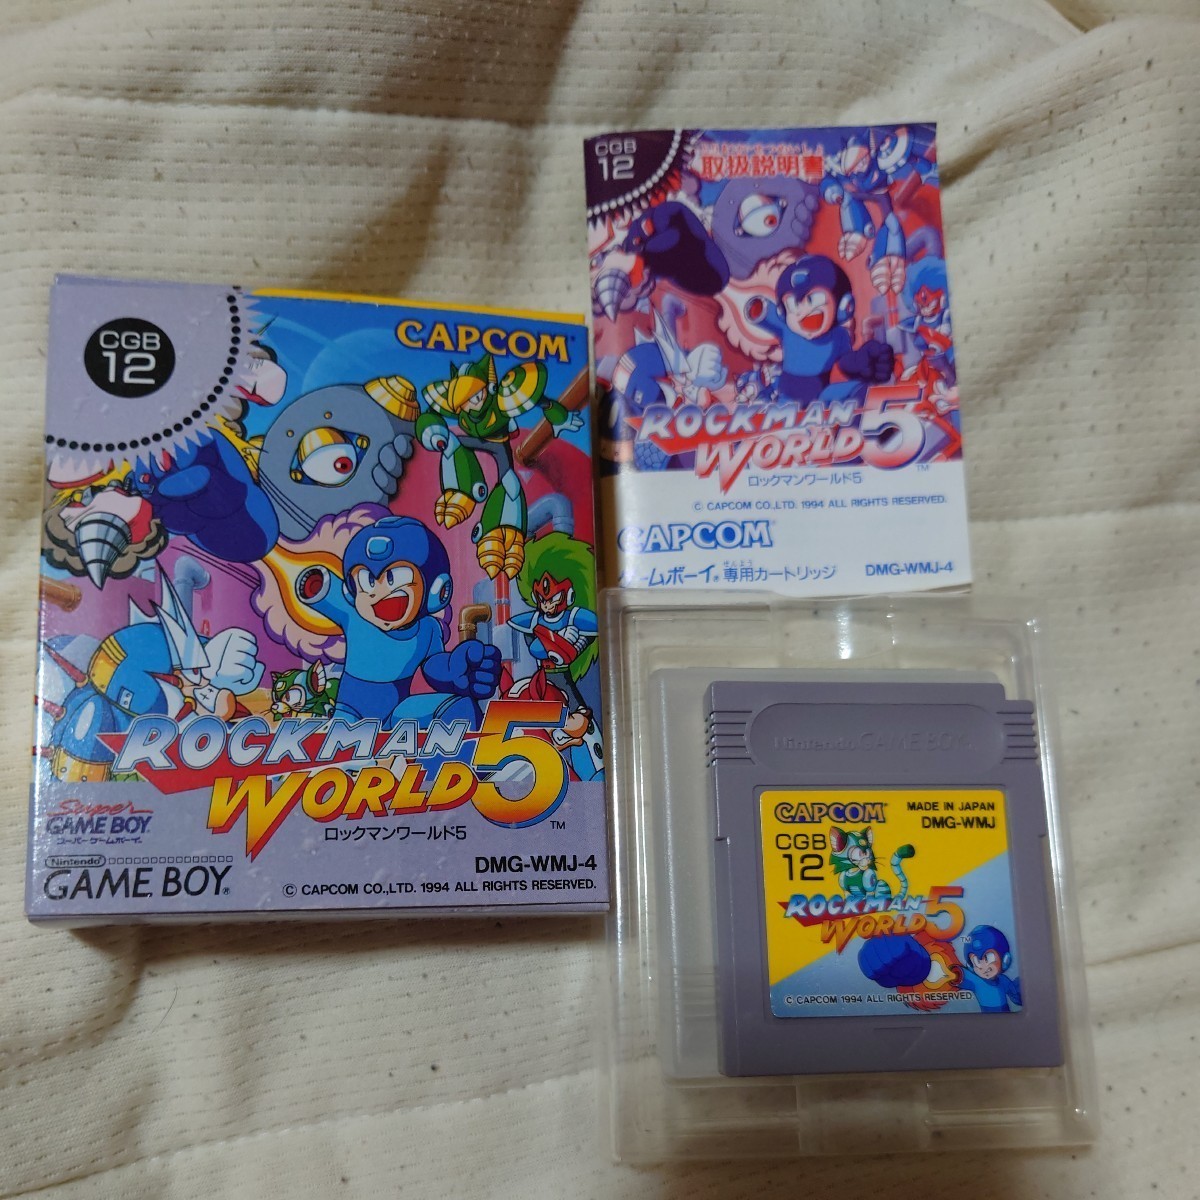 CGB
12
CAPCOM
ROCKMAN
WORLD 5
TM
ロックマンワールド5
Super
GAME BOY
スーパーゲームボーイ
Nintendo
GAME BOY®
DMG-WMJ-4
© CAPCOM CO.,LTD. 1994 ALL RIGHTS RESERVED.
CGB
12
取扱説明書
ROCKMAN
WORLD 5
TM
ロックマンワールド5
© CAPCOM CO.,LTD. 1994 ALL RIGHTS RESERVED.
CAPCOM
せんよう
ゲームボーイ® 専用カートリッジ
DMG-WMJ-4
Nintendo GAME BOY
CAPCOM
MADE IN JAPAN
DMG-WMJ
CGB
12
ROCKMAN
WORLD 5
TM
© CAPCOM 1994 ALL RIGHTS RESERVED